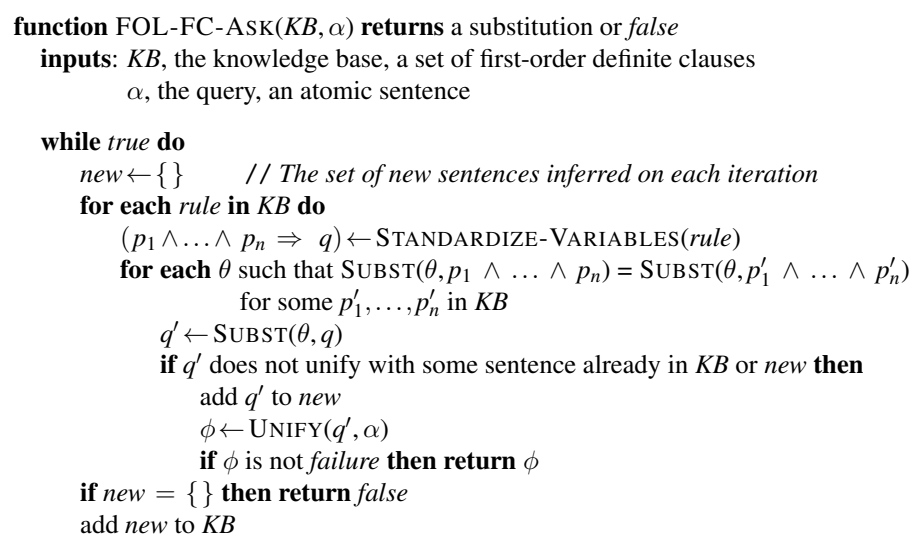 function FOL-FC-ASK(KB, α) returns a substitution or false
inputs: KB, the knowledge base, a set of first-order definite clauses
α, the query, an atomic sentence
while true do
new ← { } // The set of new sentences inferred on each iteration
for each rule in KB do
(p₁ ∧ . . . ∧ pₙ ⇒ q) ← STANDARDIZE-VARIABLES(rule)
for each θ such that SUBST(θ, p₁ ∧ . . . ∧ pₙ) = SUBST(θ, p′₁ ∧ . . . ∧ p′ₙ)
for some p′₁, . . . , p′ₙ in KB
q′ ← SUBST(θ, q)
if q′ does not unify with some sentence already in KB or new then
add q′ to new
ϕ ← UNIFY(q′, α)
if ϕ is not failure then return ϕ
if new = { } then return false
add new to KB